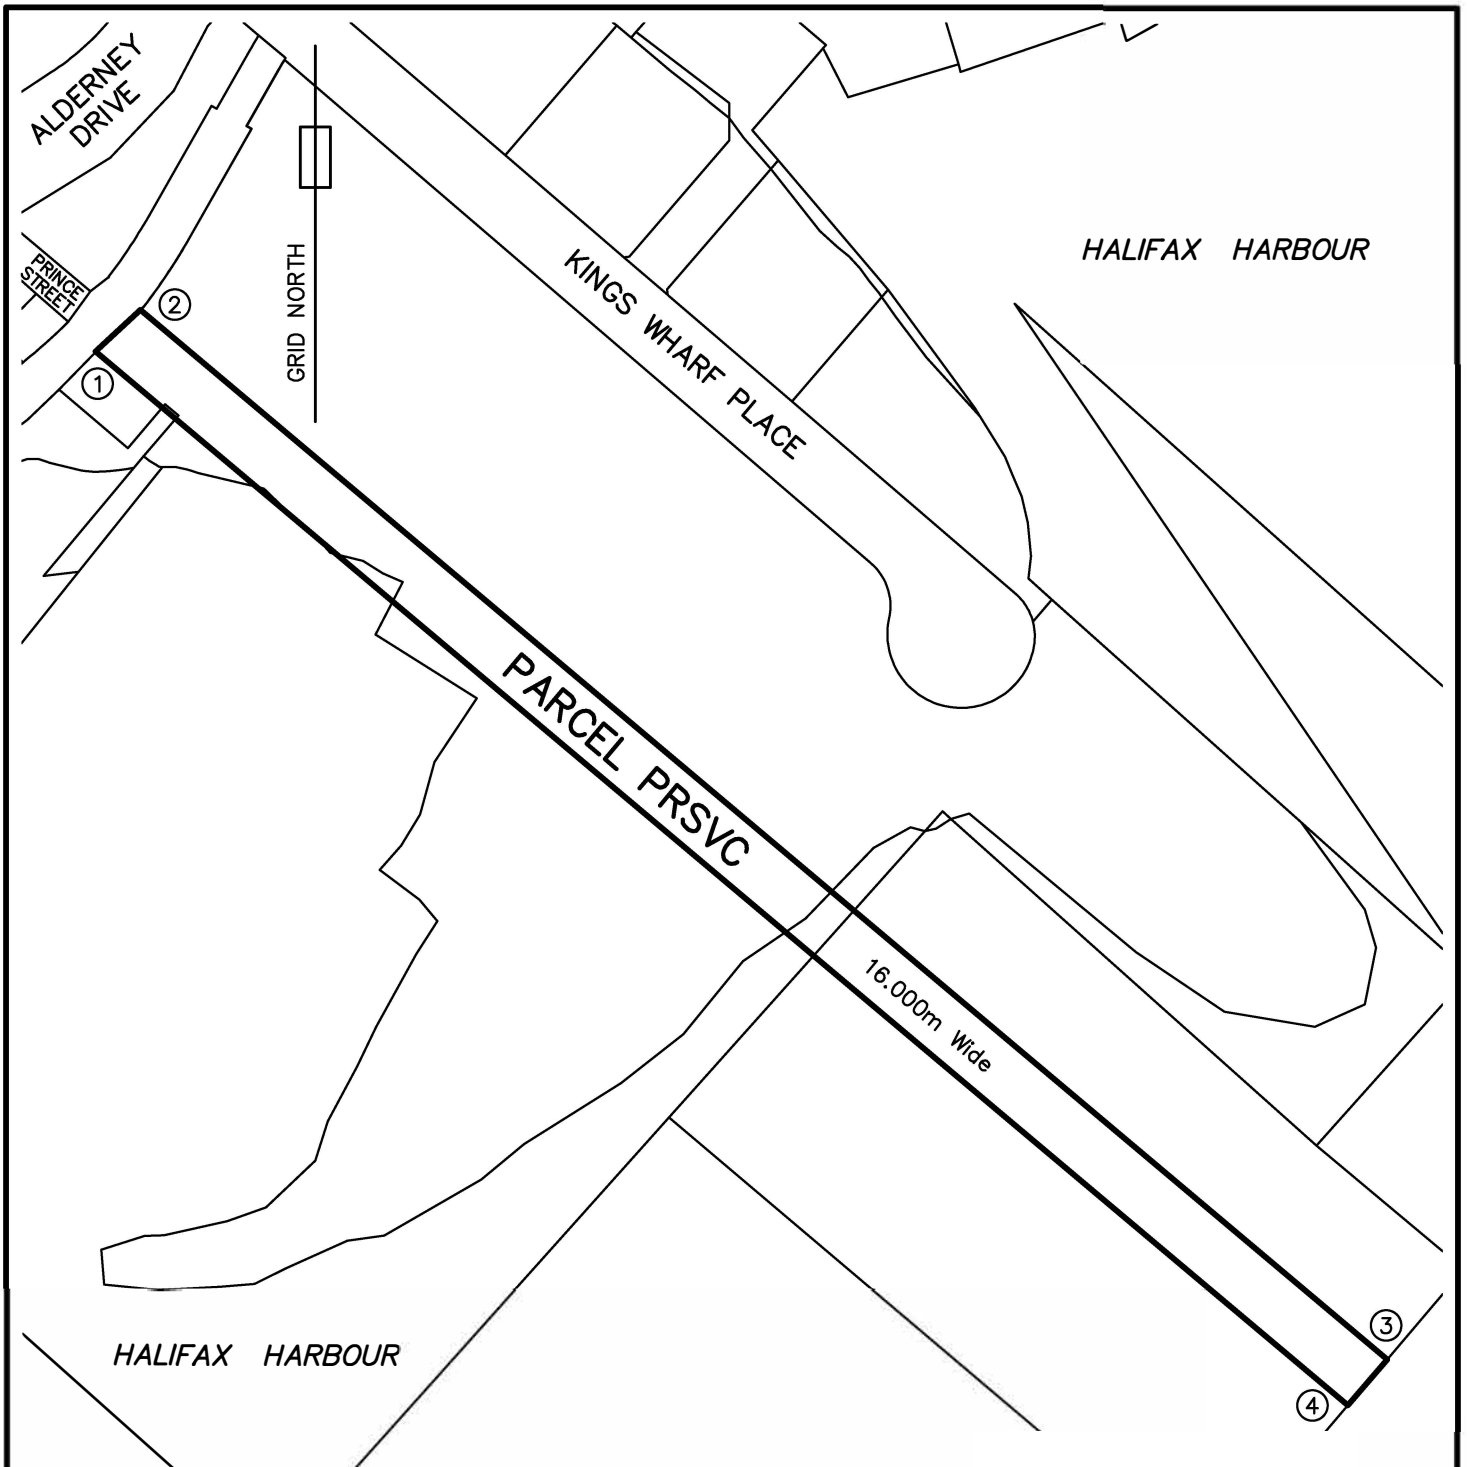 ALDERNEY
DRIVE
PRINCE
STREET
GRID NORTH
KINGS WHARF PLACE
HALIFAX HARBOUR
2
1
PARCEL PRSVC
16.000m Wide
3
4
HALIFAX HARBOUR